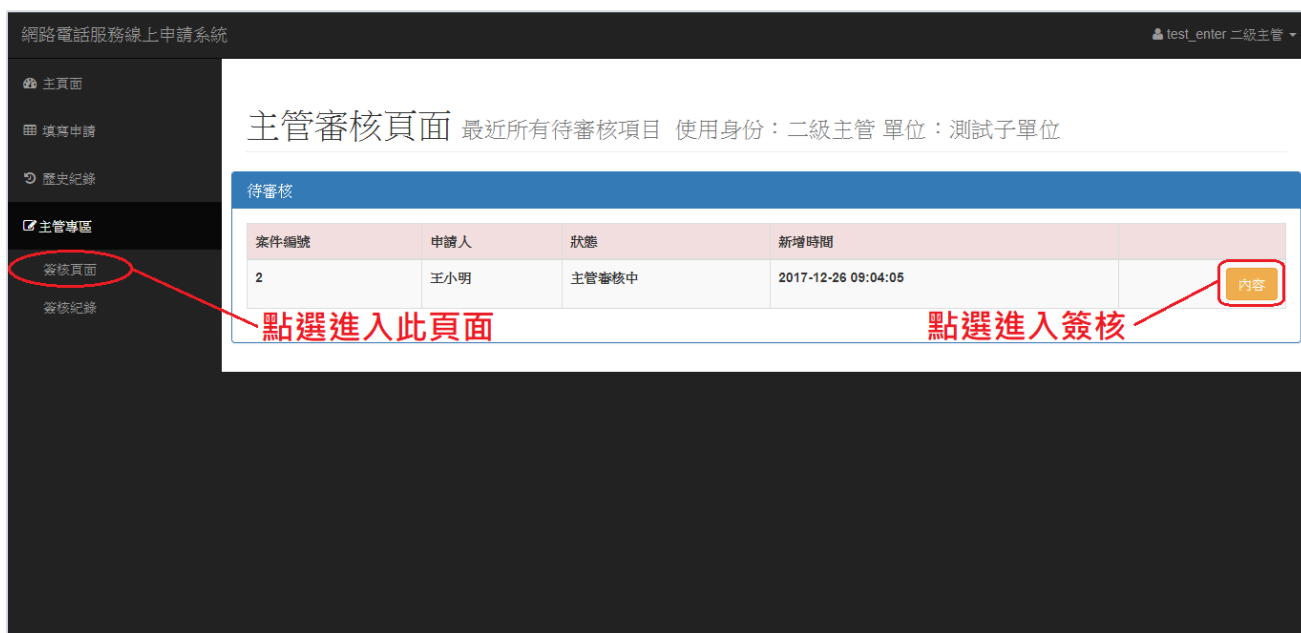 網路電話服務線上申請系統
test_enter 二級主管
主頁面
填寫申請
歷史紀錄
主管專區
簽核頁面
簽核紀錄
主管審核頁面 最近所有待審核項目 使用身份：二級主管 單位：測試子單位
待審核
案件編號 申請人 狀態 新增時間
2 王小明 主管審核中 2017-12-26 09:04:05 內容
點選進入此頁面
點選進入簽核